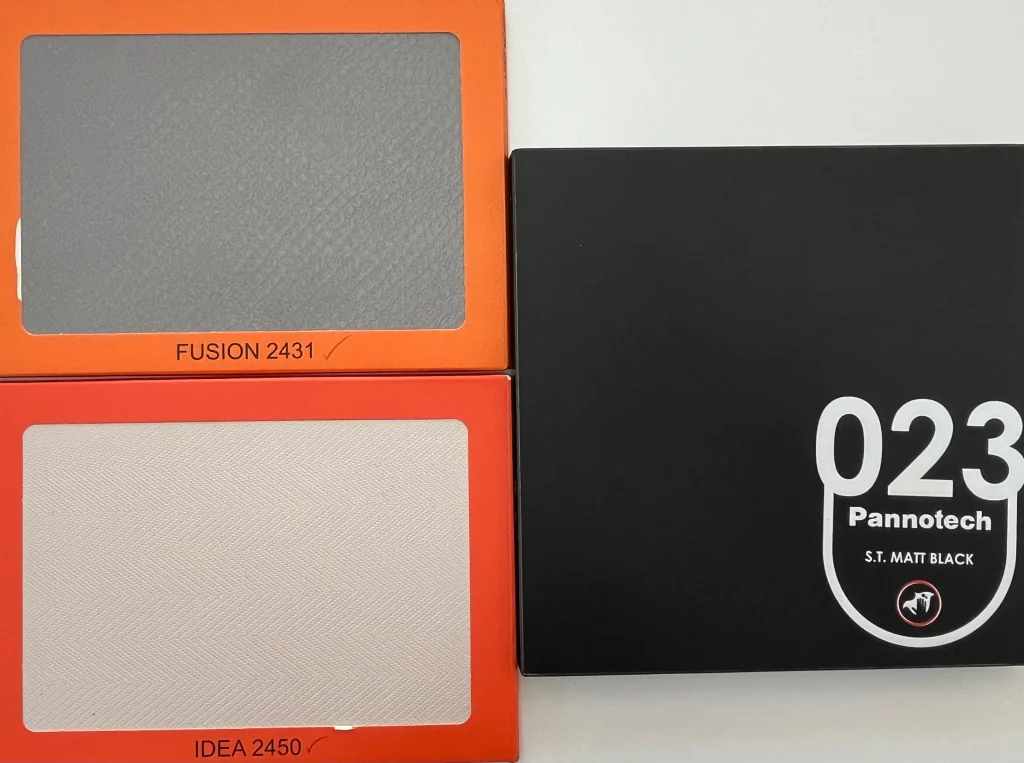 FUSION 2431 ✓
IDEA 2450 ✓
023
Pannotech
S.T. MATT BLACK